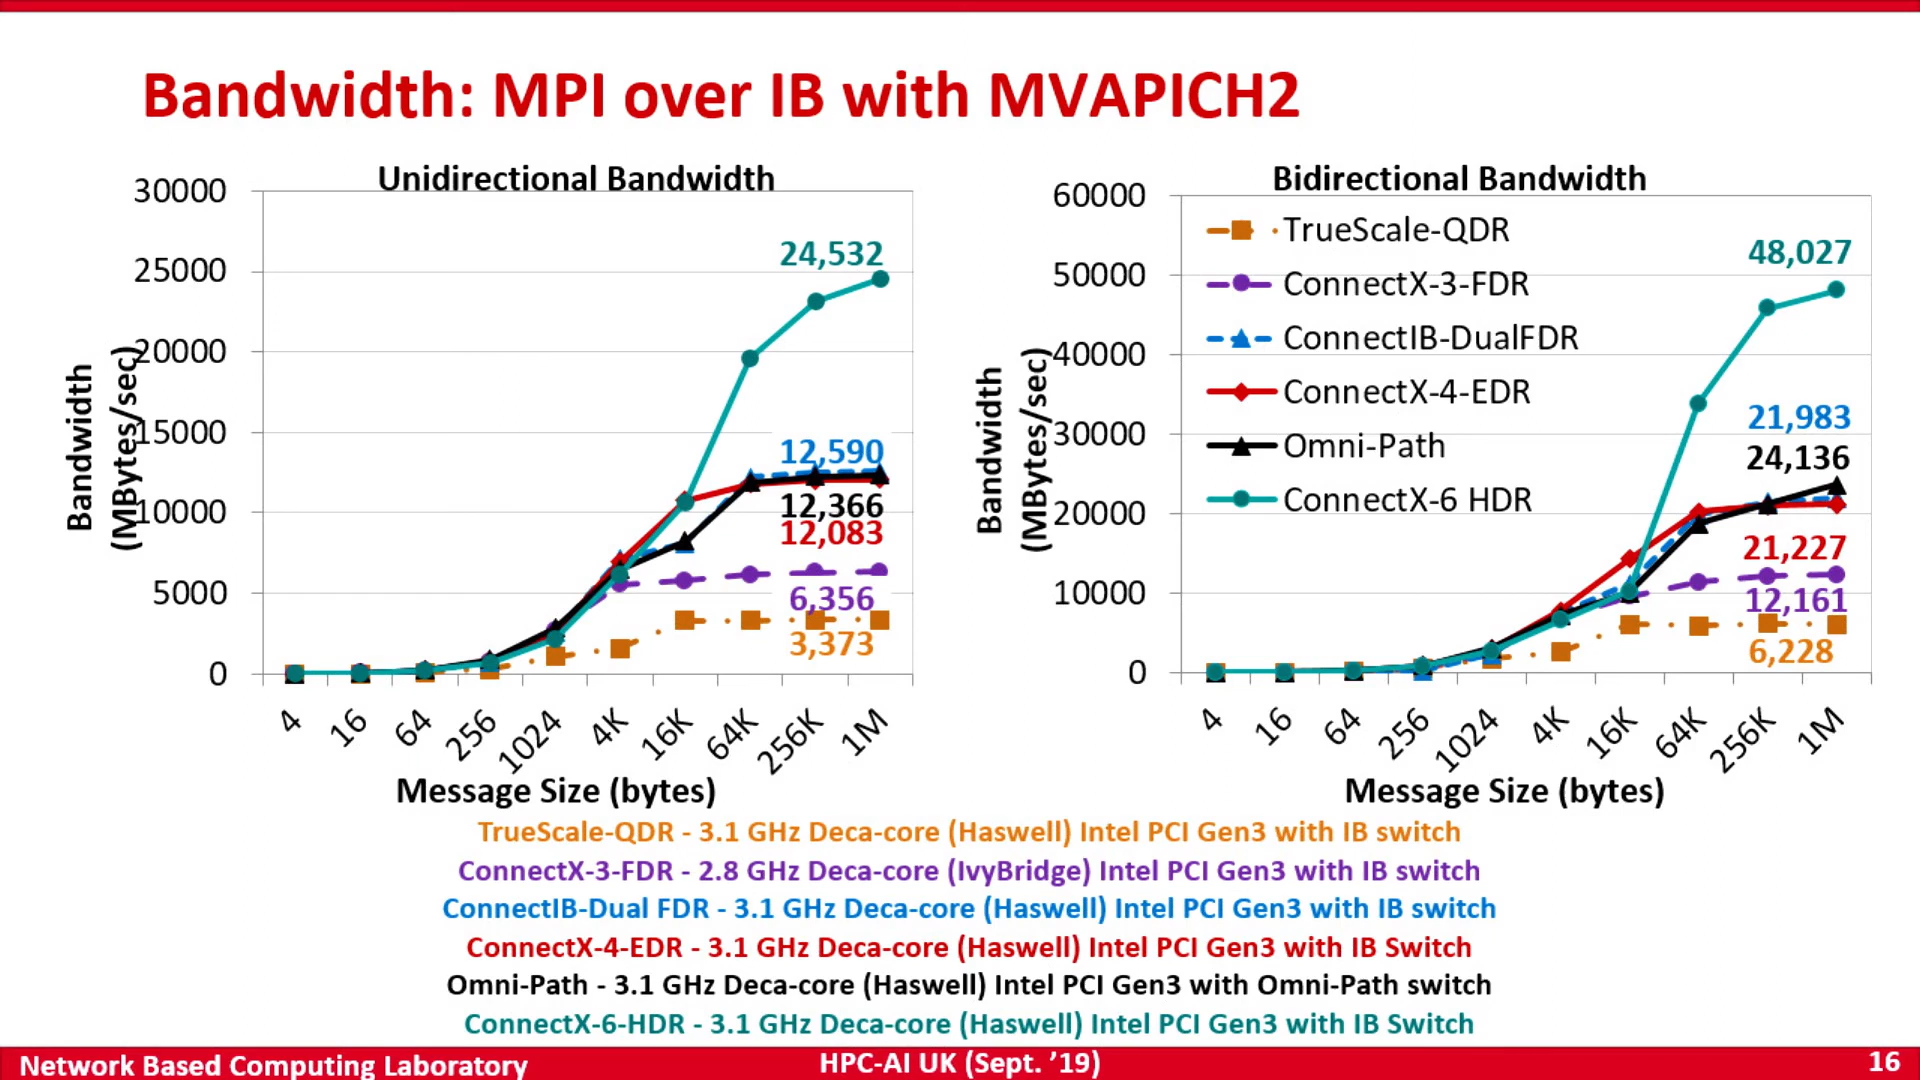 Bandwidth: MPI over IB with MVAPICH2
Unidirectional Bandwidth
30000
25000
20000
15000
10000
5000
0
Bandwidth
(MBytes/sec)
24,532
12,590
12,366
12,083
6,356
3,373
4
16
64
256
1024
4K
16K
64K
256K
1M
Message Size (bytes)
Bidirectional Bandwidth
60000
50000
40000
30000
20000
10000
0
Bandwidth
(MBytes/sec)
TrueScale-QDR
ConnectX-3-FDR
ConnectIB-DualFDR
ConnectX-4-EDR
Omni-Path
ConnectX-6 HDR
48,027
21,983
24,136
21,227
12,161
6,228
4
16
64
256
1024
4K
16K
64K
256K
1M
Message Size (bytes)
TrueScale-QDR - 3.1 GHz Deca-core (Haswell) Intel PCI Gen3 with IB switch
ConnectX-3-FDR - 2.8 GHz Deca-core (IvyBridge) Intel PCI Gen3 with IB switch
ConnectIB-Dual FDR - 3.1 GHz Deca-core (Haswell) Intel PCI Gen3 with IB switch
ConnectX-4-EDR - 3.1 GHz Deca-core (Haswell) Intel PCI Gen3 with IB Switch
Omni-Path - 3.1 GHz Deca-core (Haswell) Intel PCI Gen3 with Omni-Path switch
ConnectX-6-HDR - 3.1 GHz Deca-core (Haswell) Intel PCI Gen3 with IB Switch
Network Based Computing Laboratory
HPC-AI UK (Sept. ’19)
16